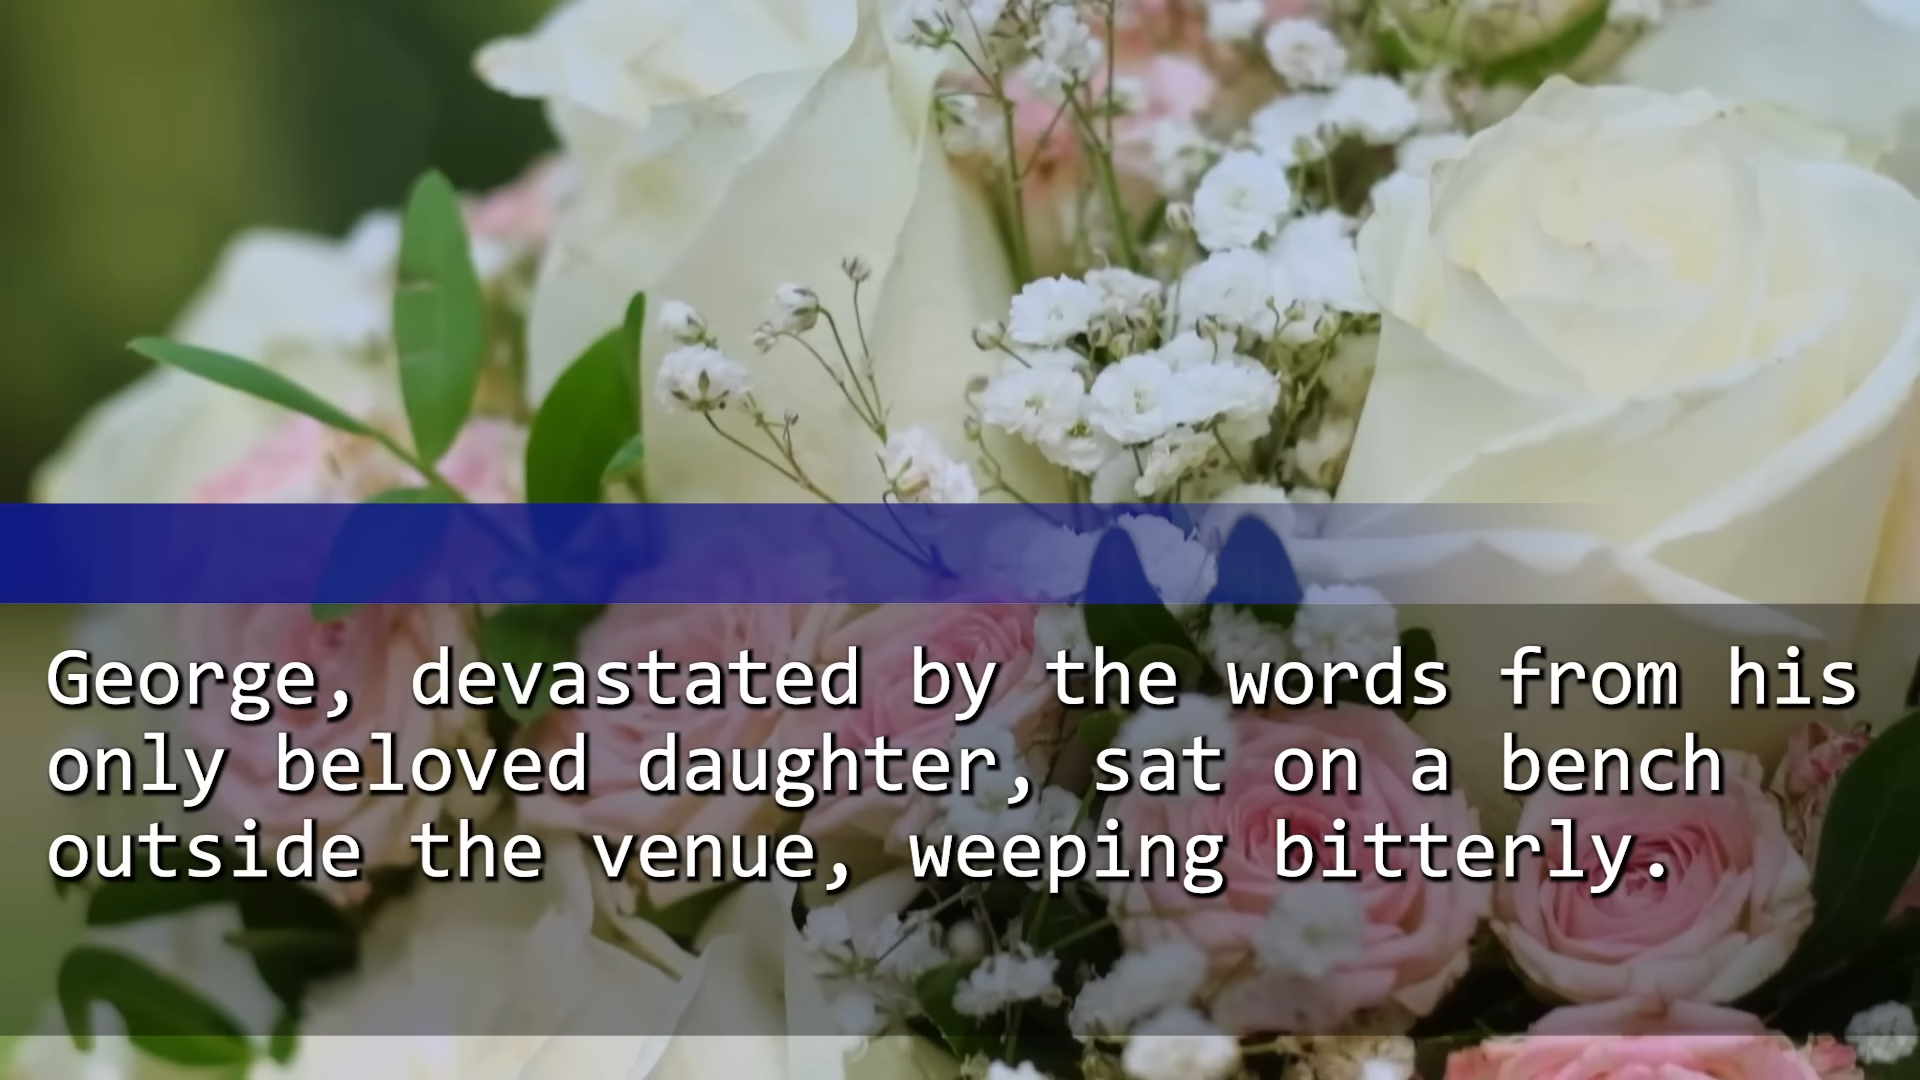 George, devastated by the words from his
only beloved daughter, sat on a bench
outside the venue, weeping bitterly.